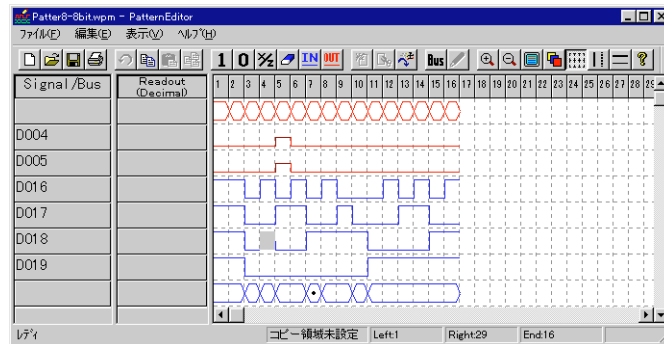 Patter8-8bit.wpm - PatternEditor
ファイル(F) 編集(E) 表示(V) ヘルプ(H)
1 0 X/Z IN OUT Bus ?
Signal/Bus Readout 1 2 3 4 5 6 7 8 9 10 11 12 13 14 15 16 17 18 19 20 21 22 23 24 25 26 27 28
(Decimal)
D004
D005
D016
D017
D018
D019
レディ コピー領域未設定 Left:1 Right:29 End:16